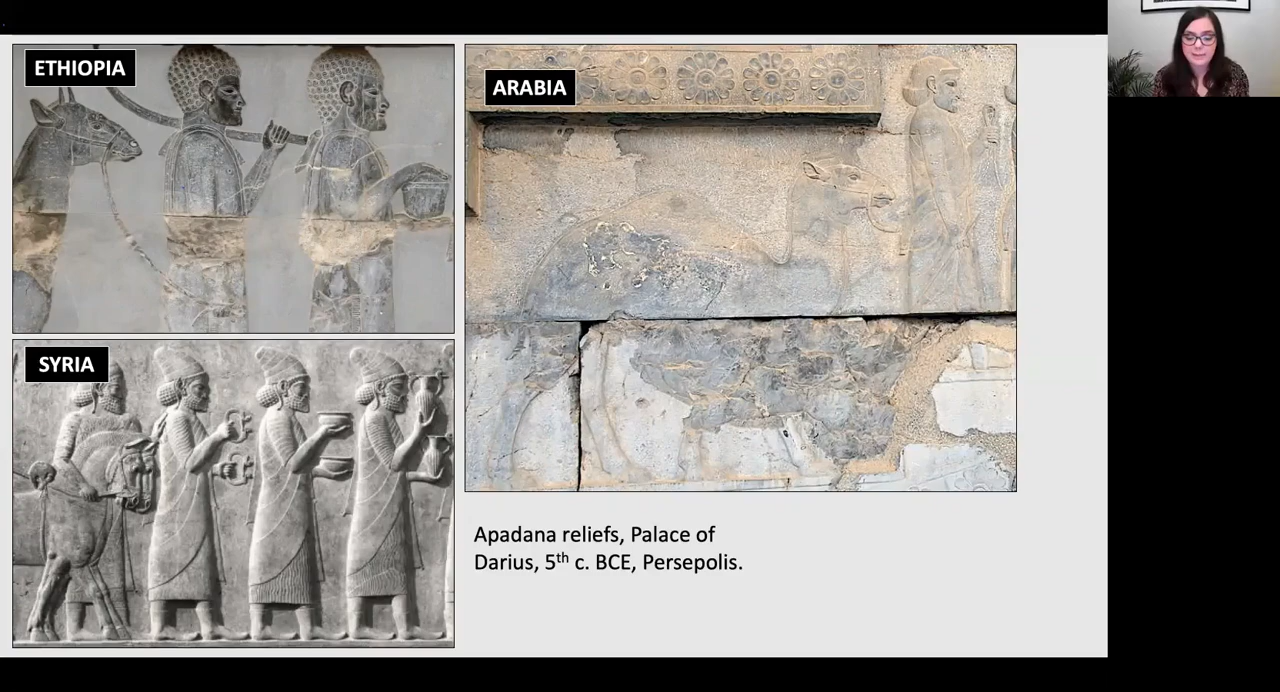 ETHIOPIA
ARABIA
SYRIA
Apadana reliefs, Palace of
Darius, 5th c. BCE, Persepolis.